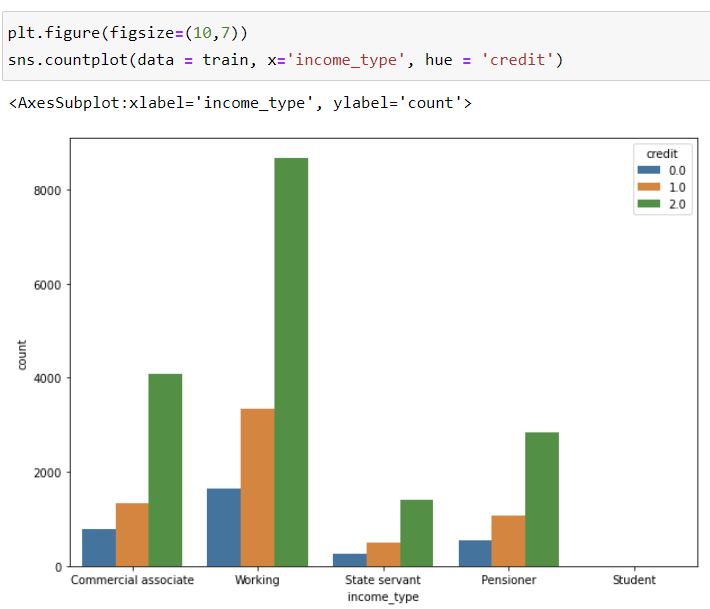 plt.figure(figsize=(10,7))
sns.countplot(data = train, x='income_type', hue = 'credit')
<AxesSubplot:xlabel='income_type', ylabel='count'>
credit
0.0
1.0
2.0
8000
6000
4000
2000
0
count
Commercial associate Working State servant Pensioner Student
income_type